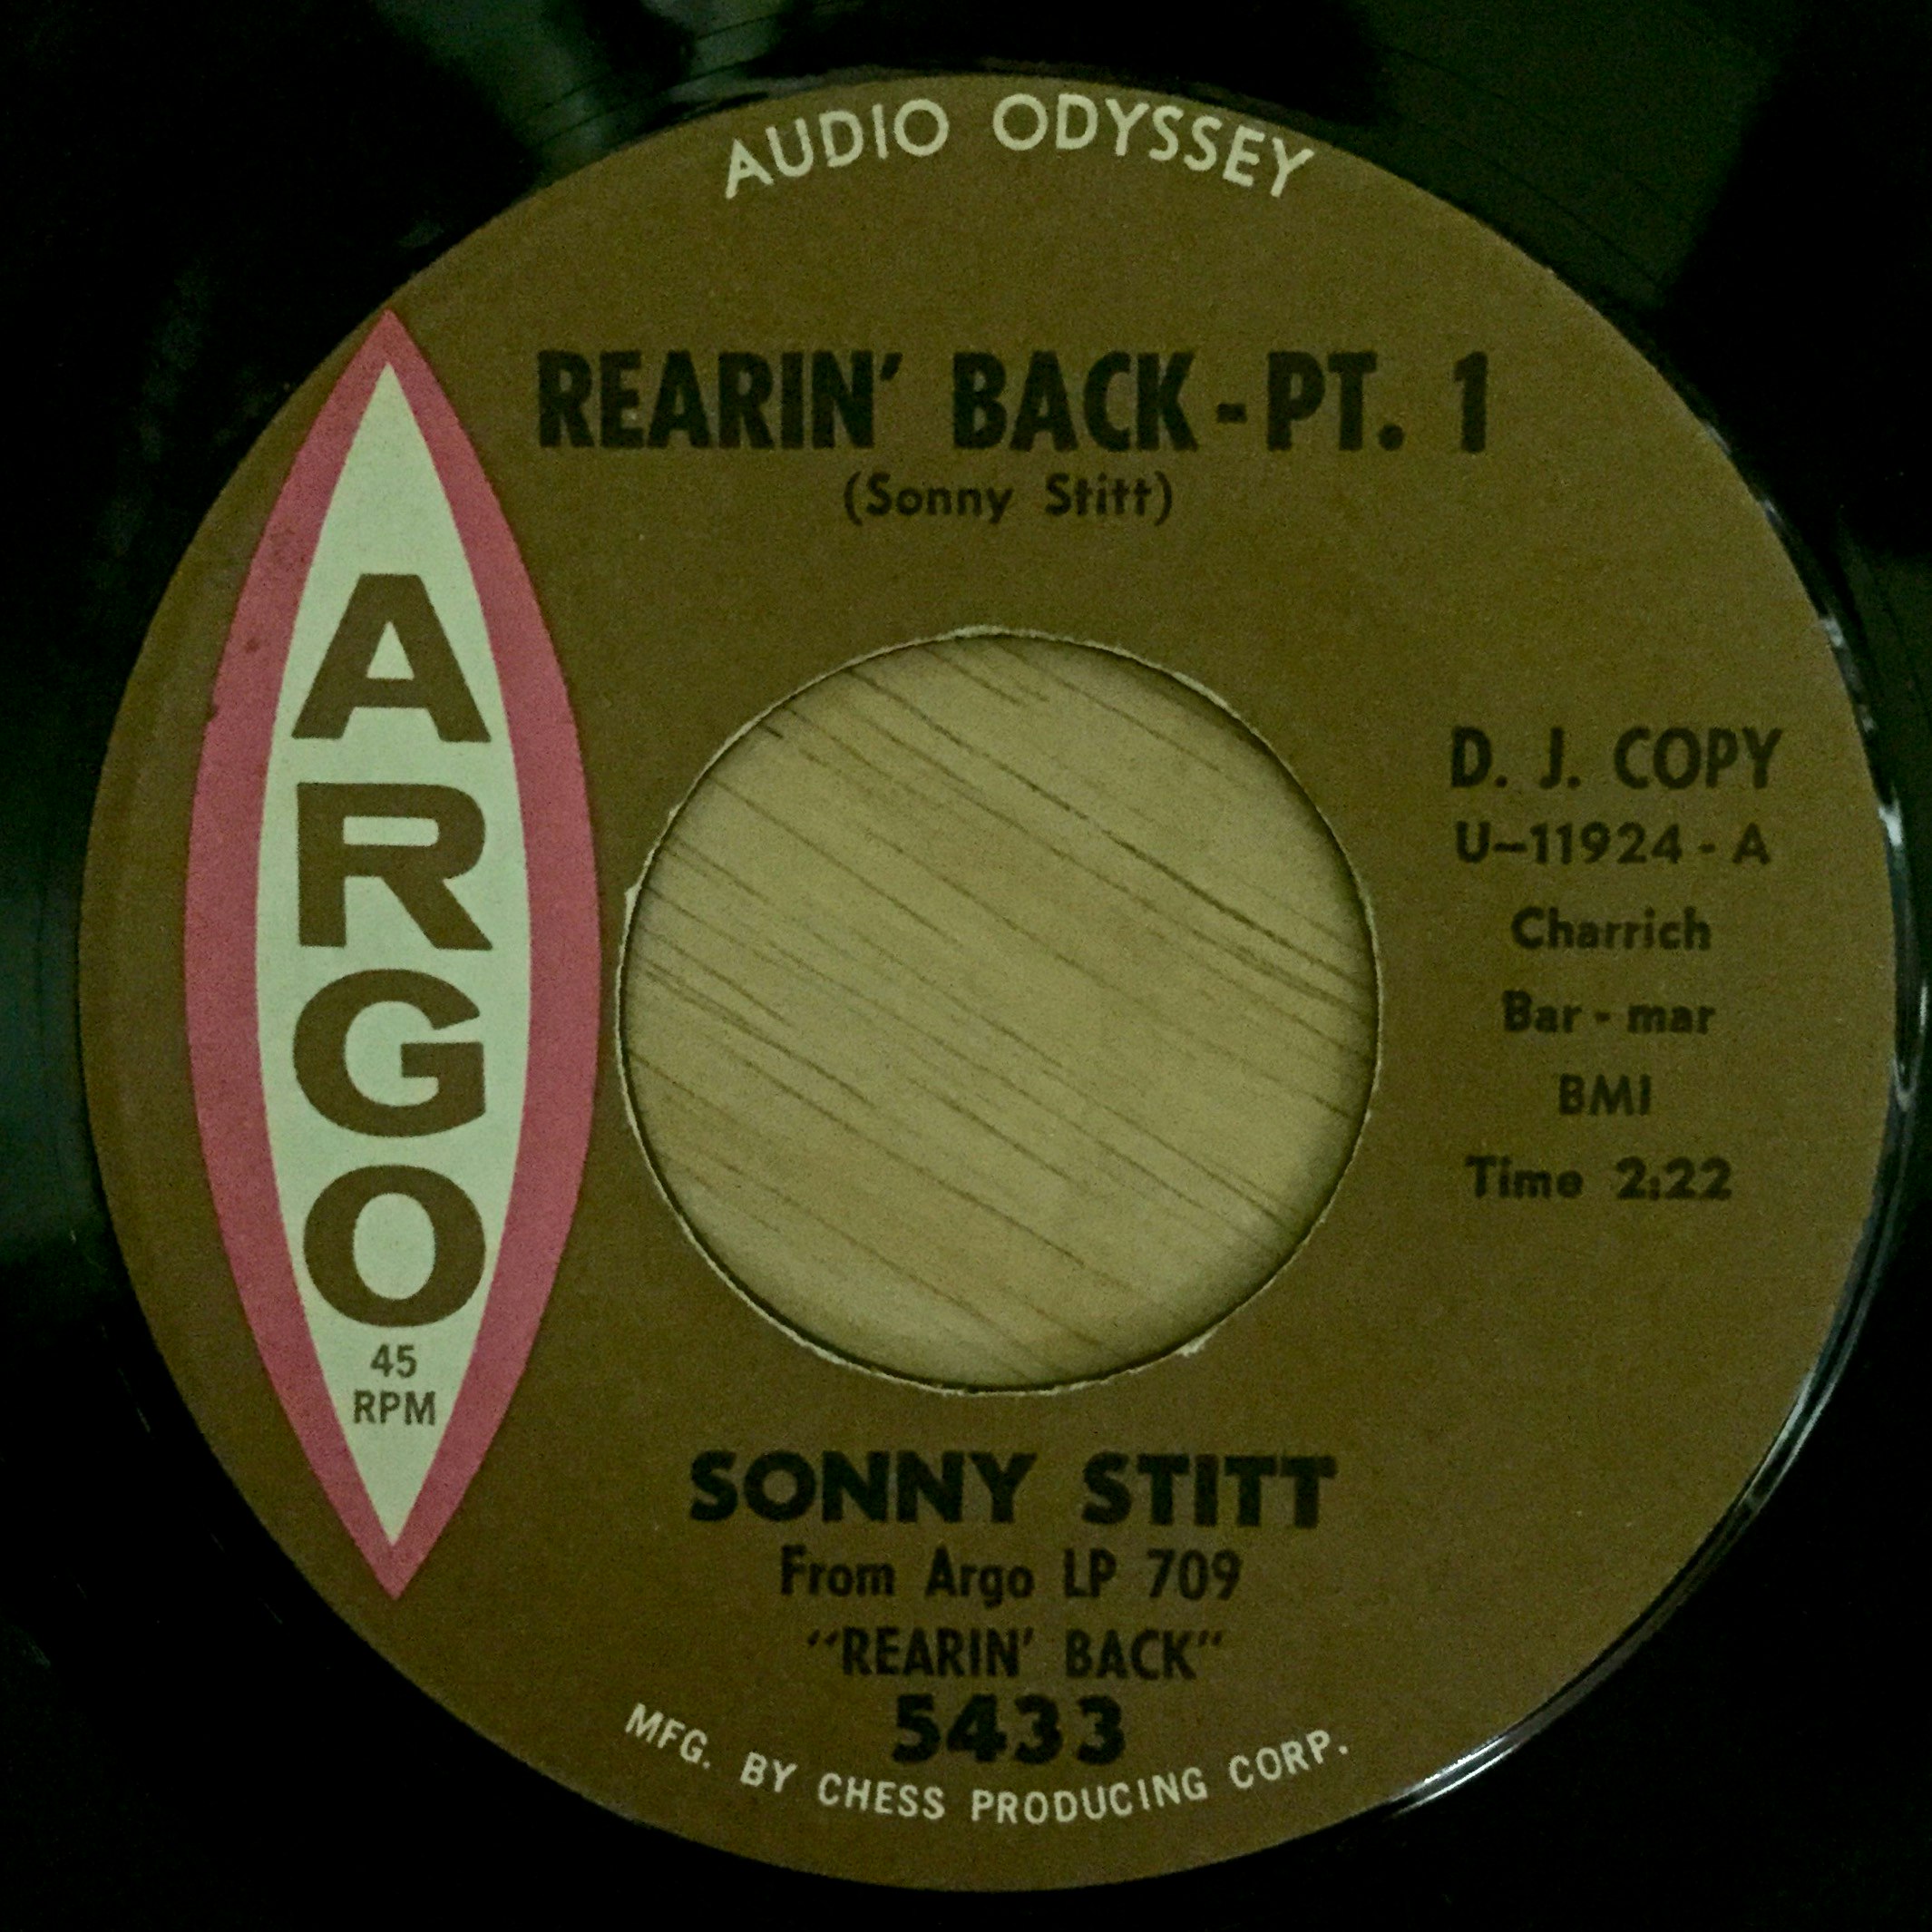 AUDIO ODYSSEY
REARIN' BACK - PT. 1
(Sonny Stitt)
ARGO
45
RPM
D. J. COPY
U-11924 - A
Charrich
Bar - mar
BMI
Time 2:22
SONNY STITT
From Argo LP 709
"REARIN' BACK"
5433
MFG. BY CHESS PRODUCING CORP.